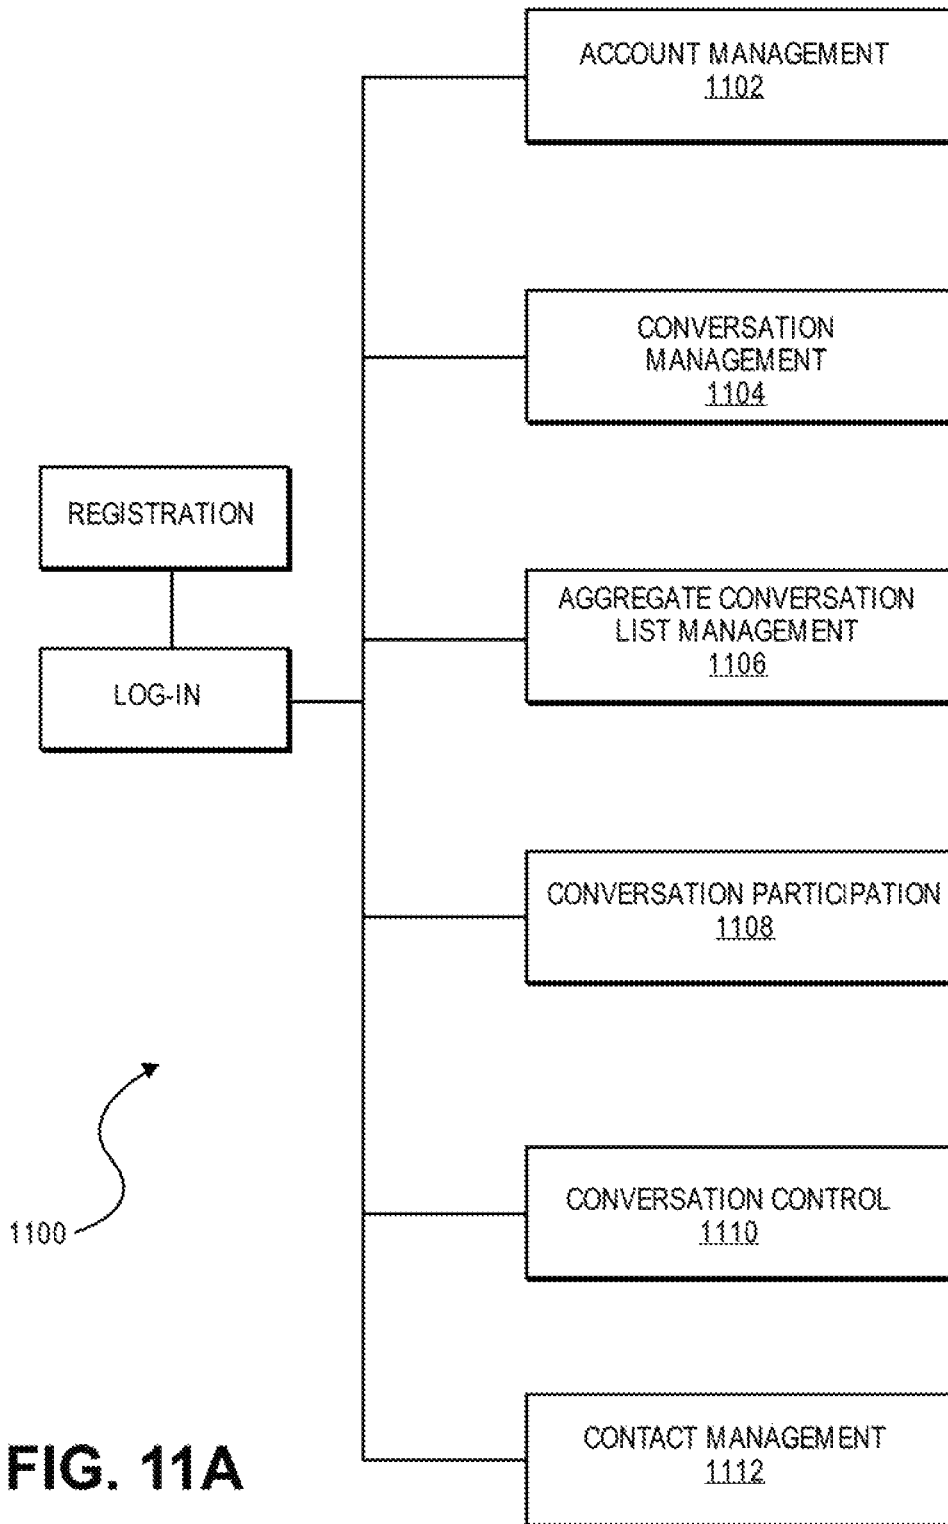 ACCOUNT MANAGEMENT
1102
CONVERSATION
MANAGEMENT
1104
REGISTRATION
AGGREGATE CONVERSATION
LIST MANAGEMENT
1106
LOG-IN
CONVERSATION PARTICIPATION
1108
CONVERSATION CONTROL
1110
1100
CONTACT MANAGEMENT
1112
FIG. 11A